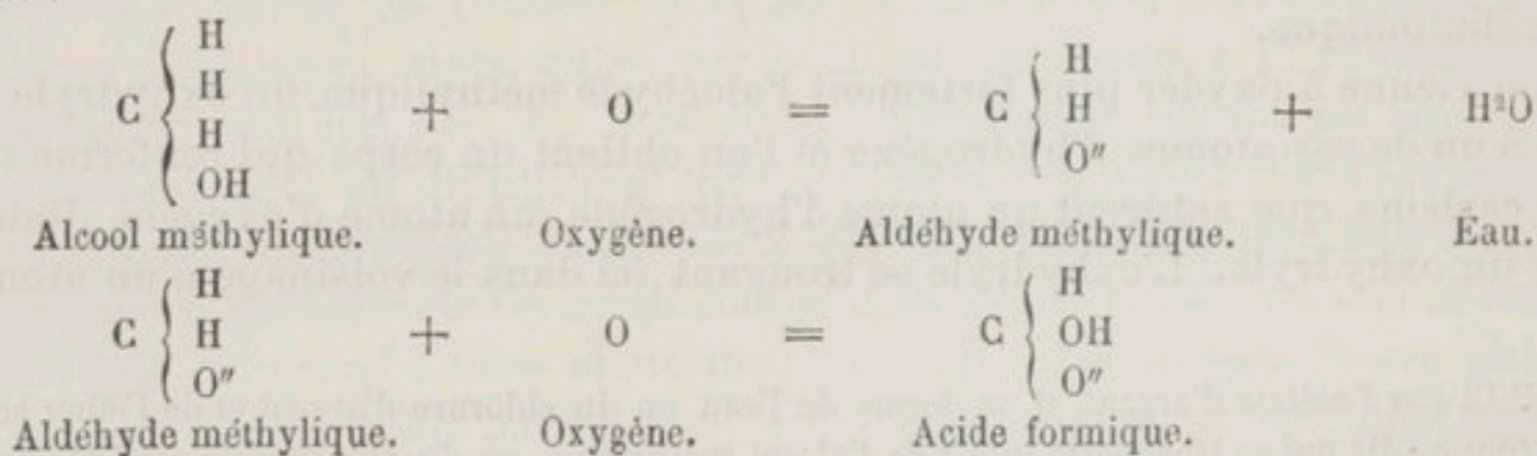 H
H
C { + O = C { H H O″ + H²O
H
OH
Alcool méthylique. Oxygène. Aldéhyde méthylique. Eau.
H
C { H + O = C { H OH O″
O″
Aldéhyde méthylique. Oxygène. Acide formique.